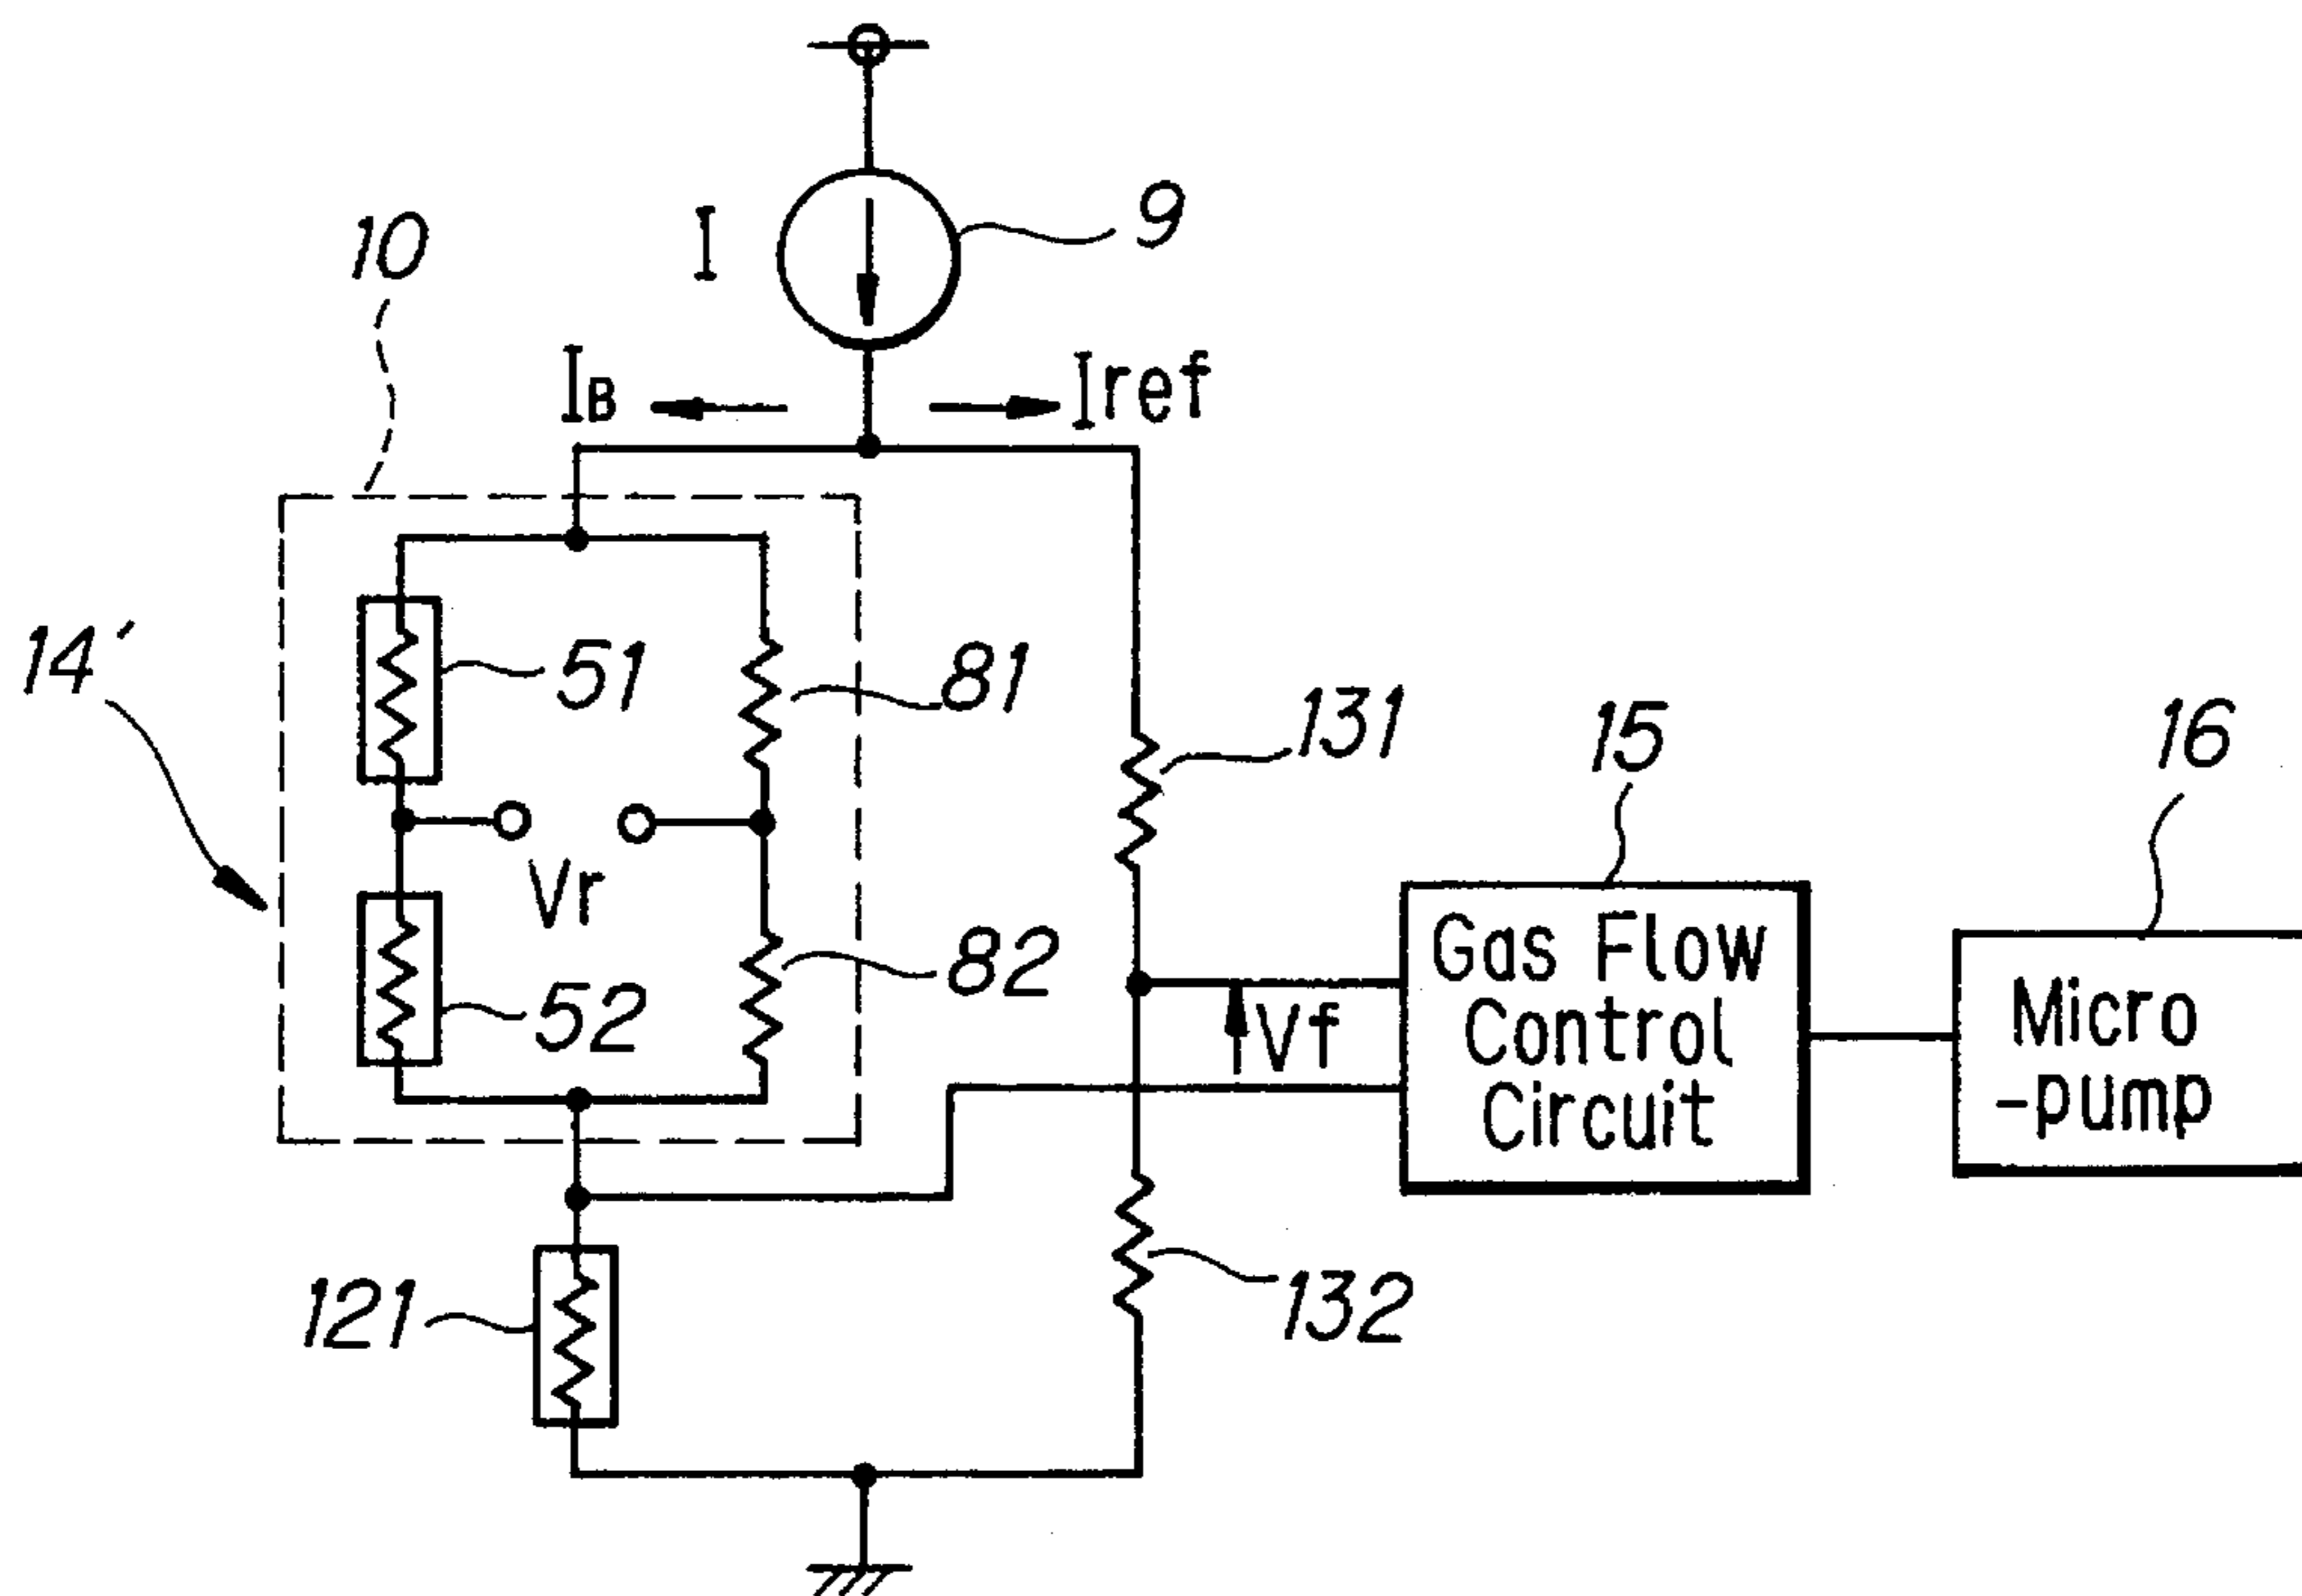 I
9
10
IB
Iref
14′
51
81
131
15
16
Vr
52
82
Gas Flow
Control
Circuit
Vf
Micro
-pump
121
132